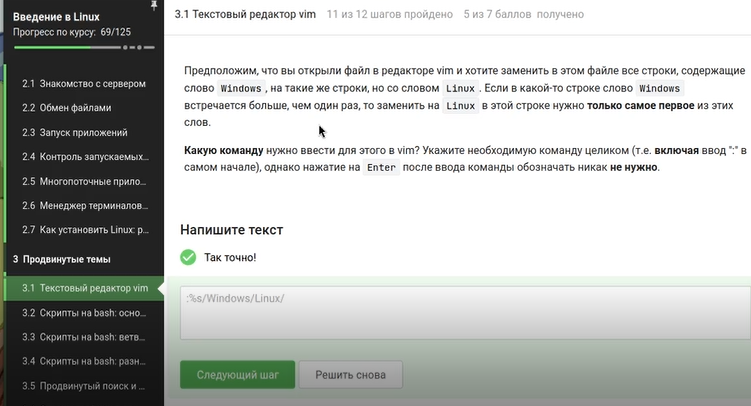 Введение в Linux
Прогресс по курсу: 69/125
2.1 Знакомство с сервером
2.2 Обмен файлами
2.3 Запуск приложений
2.4 Контроль запускаемых...
2.5 Многопоточные прило...
2.6 Менеджер терминалов...
2.7 Как установить Linux: р...
3 Продвинутые темы
3.1 Текстовый редактор vim
3.2 Скрипты на bash: осно...
3.3 Скрипты на bash: ветв...
3.4 Скрипты на bash: разн...
3.5 Продвинутый поиск и ...
3.1 Текстовый редактор vim 11 из 12 шагов пройдено 5 из 7 баллов получено
Предположим, что вы открыли файл в редакторе vim и хотите заменить в этом файле все строки, содержащие
слово Windows, на такие же строки, но со словом Linux. Если в какой-то строке слово Windows
встречается больше, чем один раз, то заменить на Linux в этой строке нужно только самое первое из этих
слов.
Какую команду нужно ввести для этого в vim? Укажите необходимую команду целиком (т.е. включая ввод ":" в
самом начале), однако нажатие на Enter после ввода команды обозначать никак не нужно.
Напишите текст
Так точно!
:%s/Windows/Linux/
Следующий шаг Решить снова